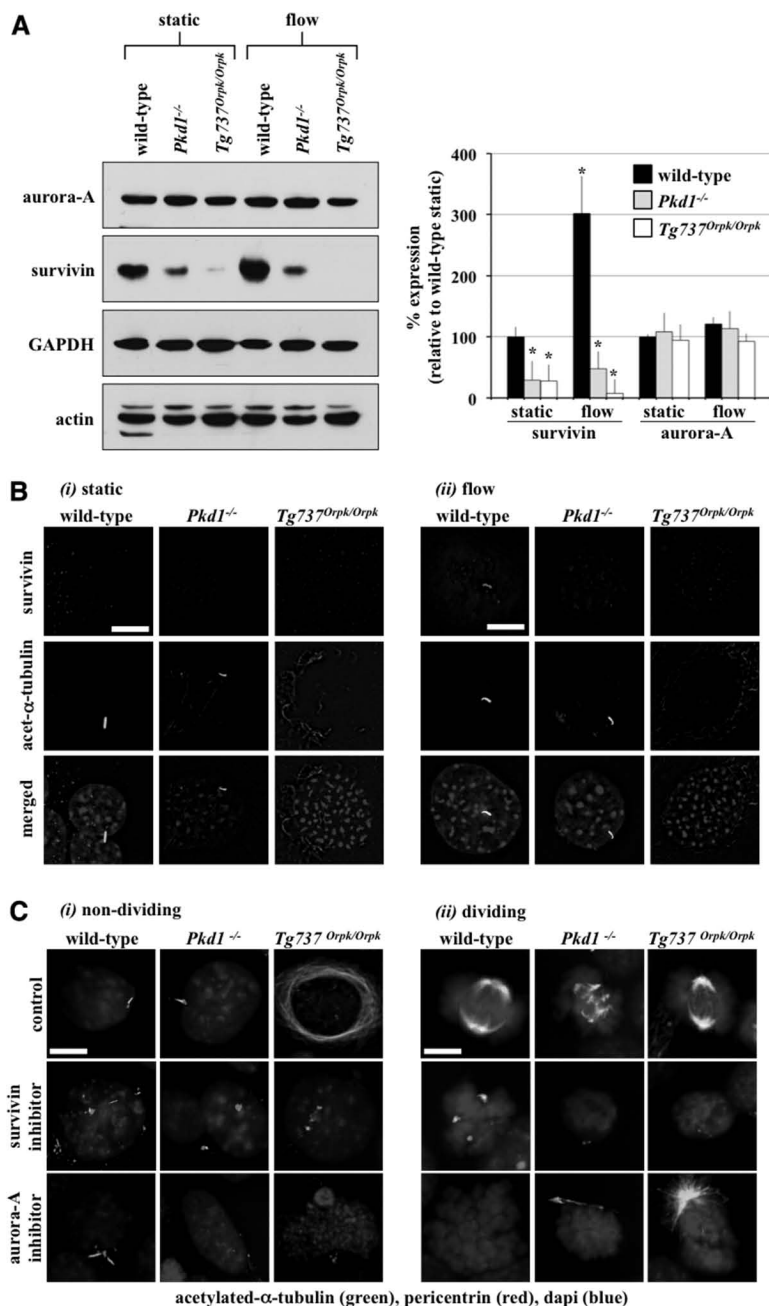 A
static flow
wild-type Pkd1-/- Tg737Orpk/Orpk wild-type Pkd1-/- Tg737Orpk/Orpk
aurora-A
survivin
GAPDH
actin
% expression
(relative to wild-type static)
400
300
200
100
0
wild-type
Pkd1-/-
Tg737Orpk/Orpk
*
* *
*
*
static flow static flow
survivin aurora-A
B
(i) static
wild-type Pkd1-/- Tg737Orpk/Orpk
(ii) flow
wild-type Pkd1-/- Tg737Orpk/Orpk
survivin
acet-α-tubulin
merged
C
(i) non-dividing
wild-type Pkd1 -/- Tg737 Orpk/Orpk
(ii) dividing
wild-type Pkd1 -/- Tg737 Orpk/Orpk
control
survivin
inhibitor
aurora-A
inhibitor
acetylated-α-tubulin (green), pericentrin (red), dapi (blue)